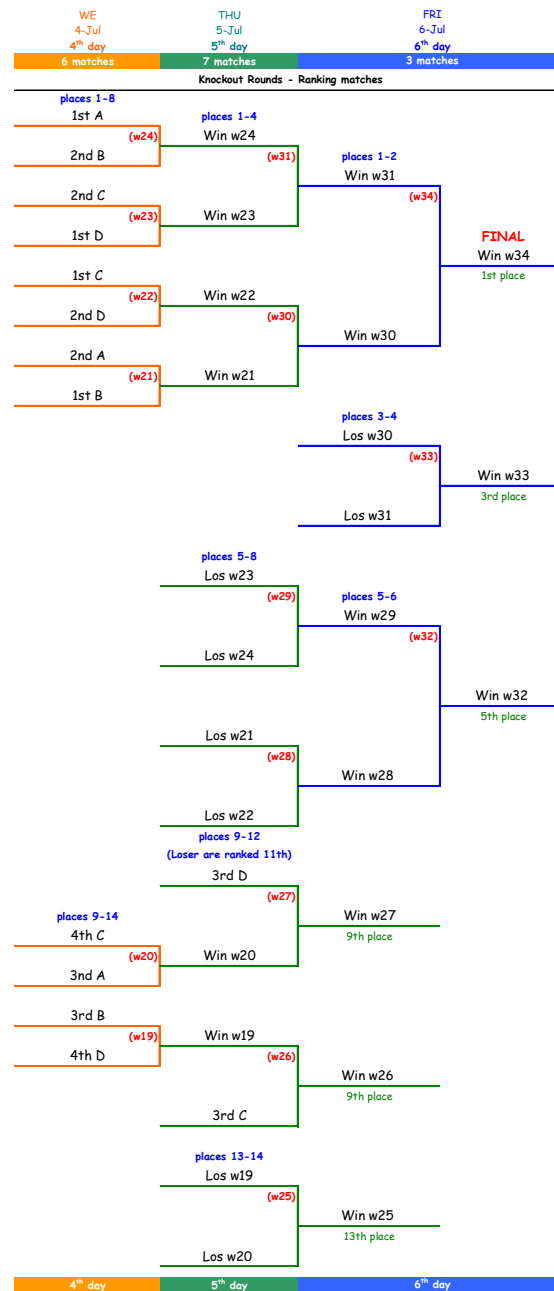 WE THU FRI
4-Jul 5-Jul 6-Jul
4th day 5th day 6th day
6 matches 7 matches 3 matches
Knockout Rounds - Ranking matches
places 1-8
1st A places 1-4
(w24) Win w24
2nd B (w31) places 1-2
Win w31
2nd C (w34)
(w23) Win w23
1st D FINAL
Win w34
1st C 1st place
(w22) Win w22
2nd D (w30)
Win w30
2nd A
(w21) Win w21
1st B
places 3-4
Los w30
(w33)
Win w33
3rd place
Los w31
places 5-8
Los w23
(w29) places 5-6
Win w29
(w32)
Los w24
Win w32
5th place
Los w21
(w28)
Win w28
Los w22
places 9-12
(Loser are ranked 11th)
3rd D
(w27)
places 9-14 Win w27
4th C 9th place
(w20) Win w20
3nd A
3rd B
(w19) Win w19
4th D (w26)
Win w26
9th place
3rd C
places 13-14
Los w19
(w25)
Win w25
13th place
Los w20
4th day 5th day 6th day